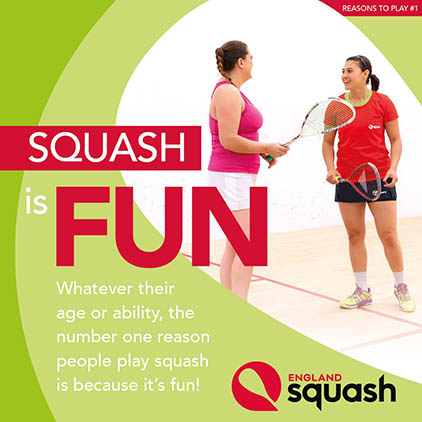 REASONS TO PLAY #1
SQUASH
is FUN
Whatever their
age or ability, the
number one reason
people play squash
is because it's fun!
ENGLAND
squash